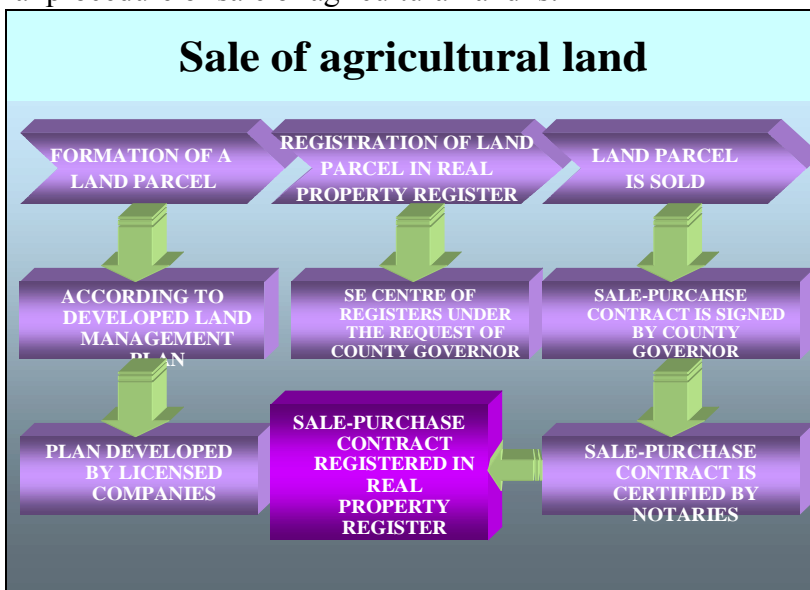 Sale of agricultural land
FORMATION OF A
LAND PARCEL
REGISTRATION OF LAND
PARCEL IN REAL
PROPERTY REGISTER
LAND PARCEL
IS SOLD
ACCORDING TO
DEVELOPED LAND
MANAGEMENT
PLAN
SE CENTRE OF
REGISTERS UNDER
THE REQUEST OF
COUNTY GOVERNOR
SALE-PURCAHSE
CONTRACT IS SIGNED
BY COUNTY
GOVERNOR
PLAN DEVELOPED
BY LICENSED
COMPANIES
SALE-PURCHASE
CONTRACT
REGISTERED IN
REAL
PROPERTY
REGISTER
SALE-PURCHASE
CONTRACT IS
CERTIFIED BY
NOTARIES